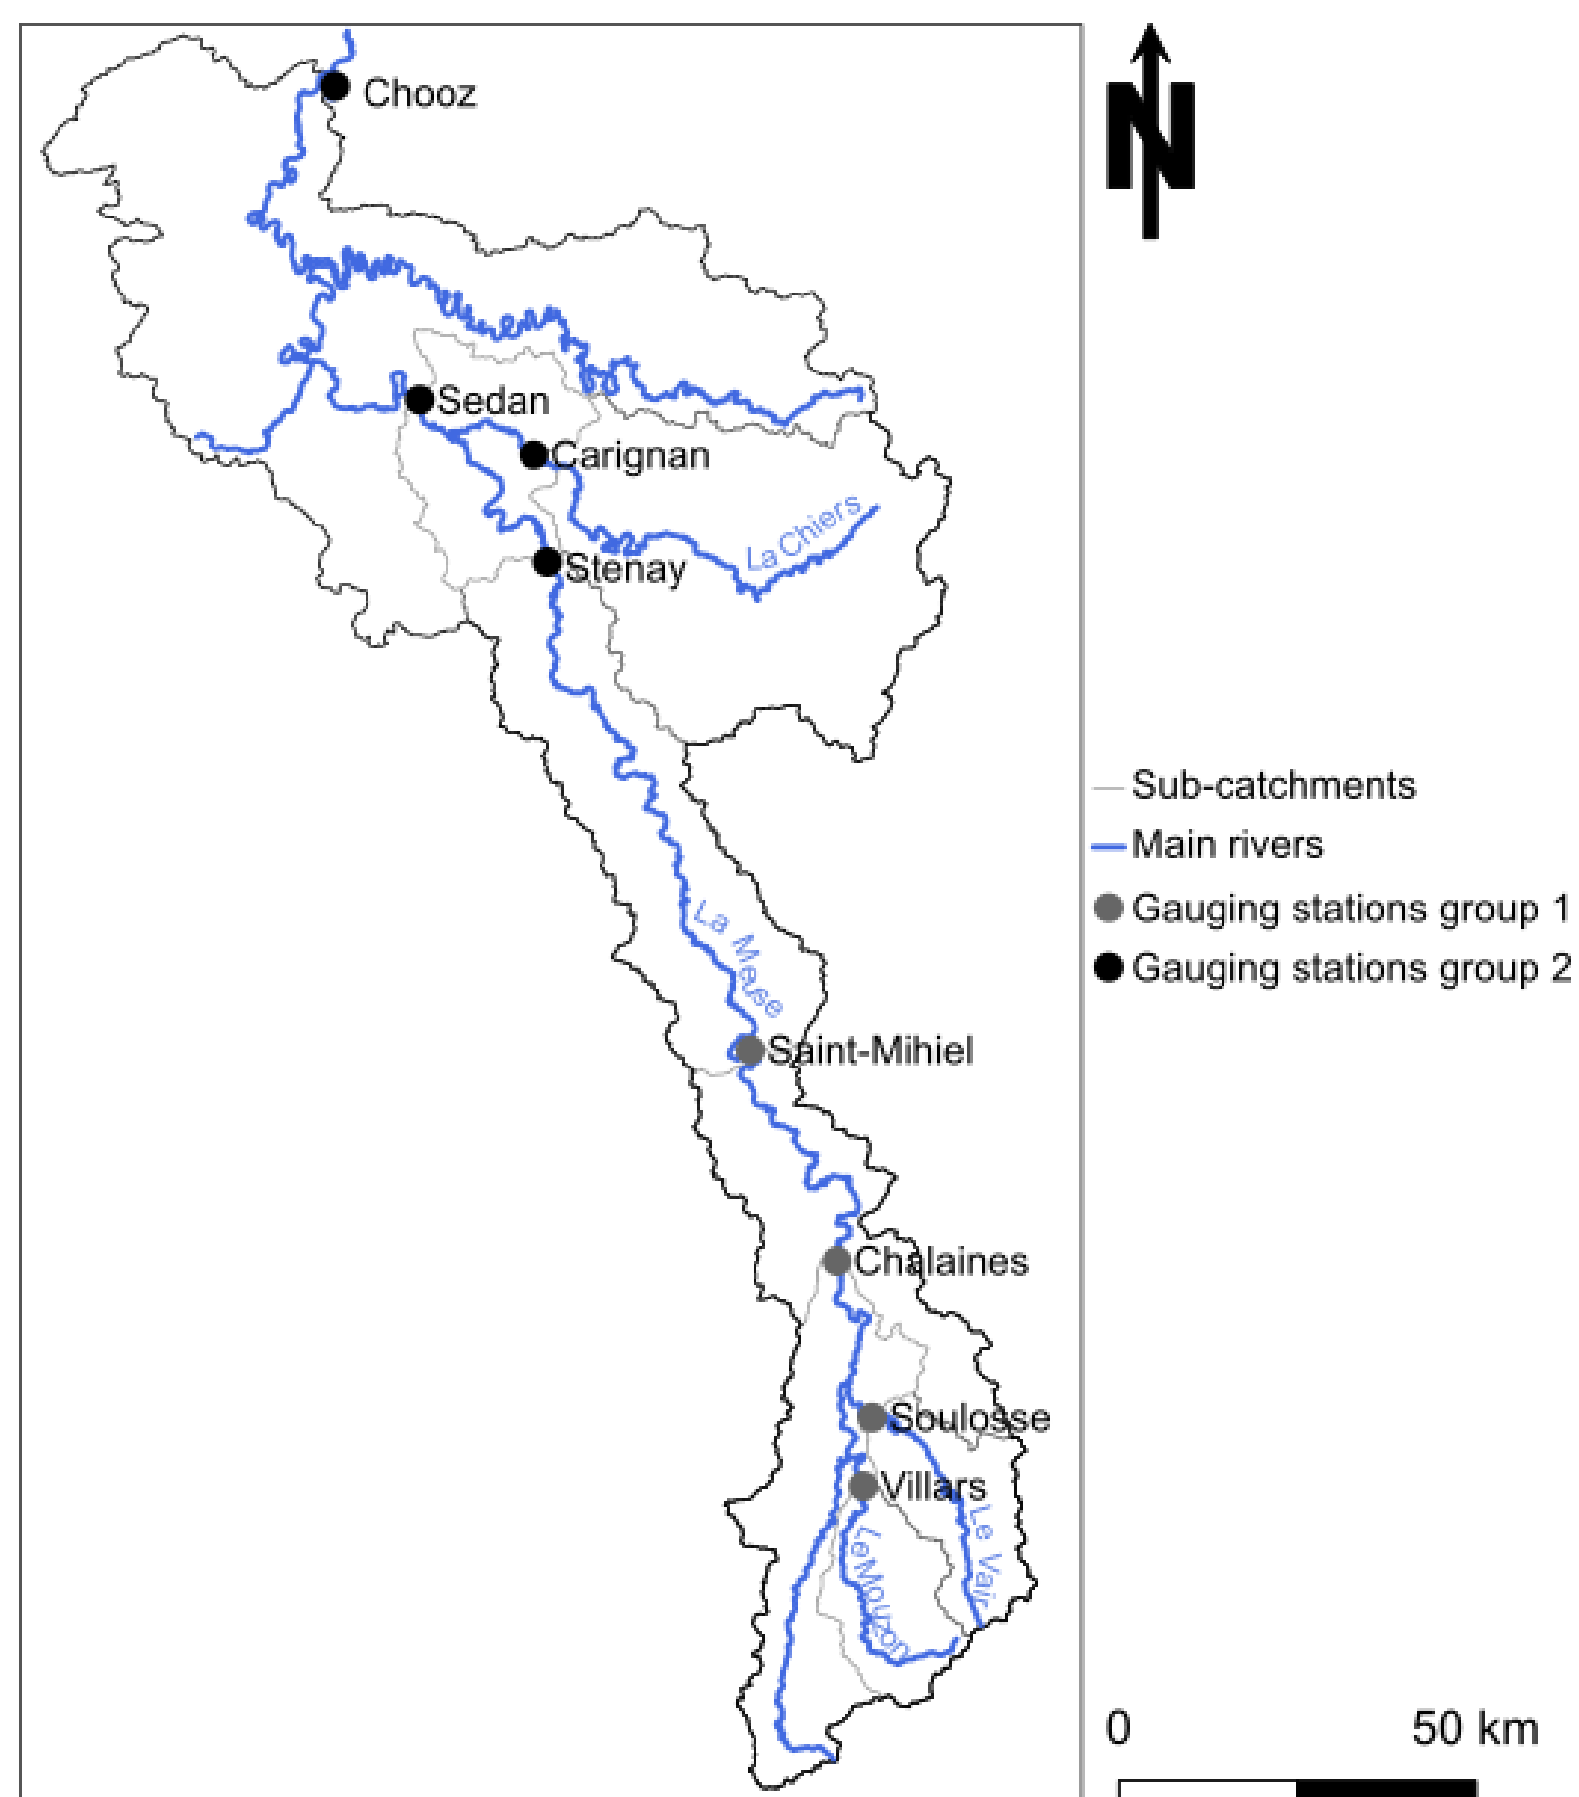 Chooz
N
Sedan
Carignan
La Chiers
Stenay
Sub-catchments
Main rivers
Gauging stations group 1
Gauging stations group 2
La Meuse
Saint-Mihiel
Chalaines
Soulosse
Villars
Le Vair
Le Mouzon
0 50 km